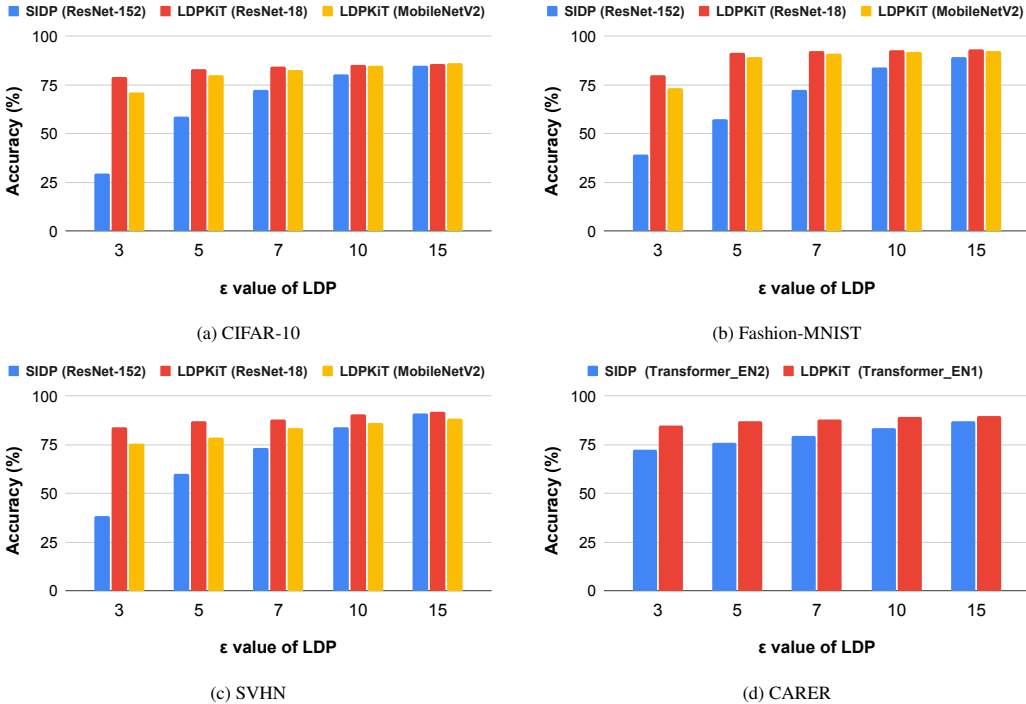 SIDP (ResNet-152) LDPKiT (ResNet-18) LDPKiT (MobileNetV2)
100
75
50
25
0
Accuracy (%)
3 5 7 10 15
ε value of LDP
(a) CIFAR-10
SIDP (ResNet-152) LDPKiT (ResNet-18) LDPKiT (MobileNetV2)
100
75
50
25
0
Accuracy (%)
3 5 7 10 15
ε value of LDP
(b) Fashion-MNIST
SIDP (ResNet-152) LDPKiT (ResNet-18) LDPKiT (MobileNetV2)
100
75
50
25
0
Accuracy (%)
3 5 7 10 15
ε value of LDP
(c) SVHN
SIDP (Transformer_EN2) LDPKiT (Transformer_EN1)
100
75
50
25
0
Accuracy (%)
3 5 7 10 15
ε value of LDP
(d) CARER